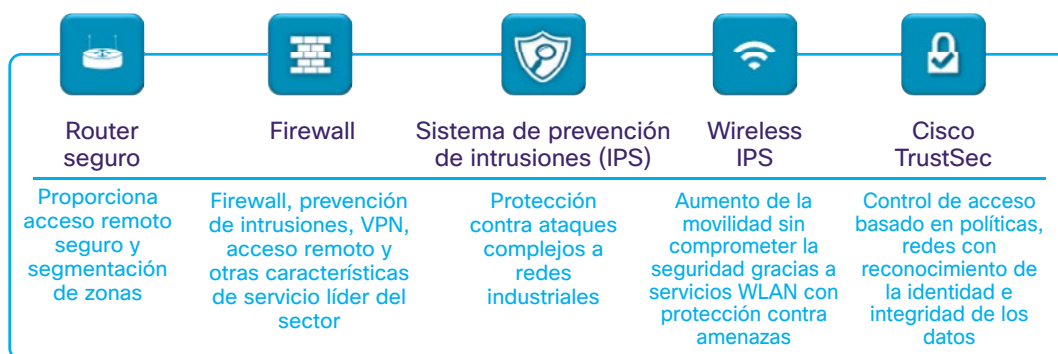 Router
seguro
Firewall
Sistema de prevención
de intrusiones (IPS)
Wireless
IPS
Cisco
TrustSec
Proporciona
acceso remoto
seguro y
segmentación
de zonas
Firewall, prevención
de intrusiones, VPN,
acceso remoto y
otras características
de servicio líder del
sector
Protección
contra ataques
complejos a
redes
industriales
Aumento de la
movilidad sin
comprometer la
seguridad gracias a
servicios WLAN con
protección contra
amenazas
Control de acceso
basado en políticas,
redes con
reconocimiento de
la identidad e
integridad de los
datos